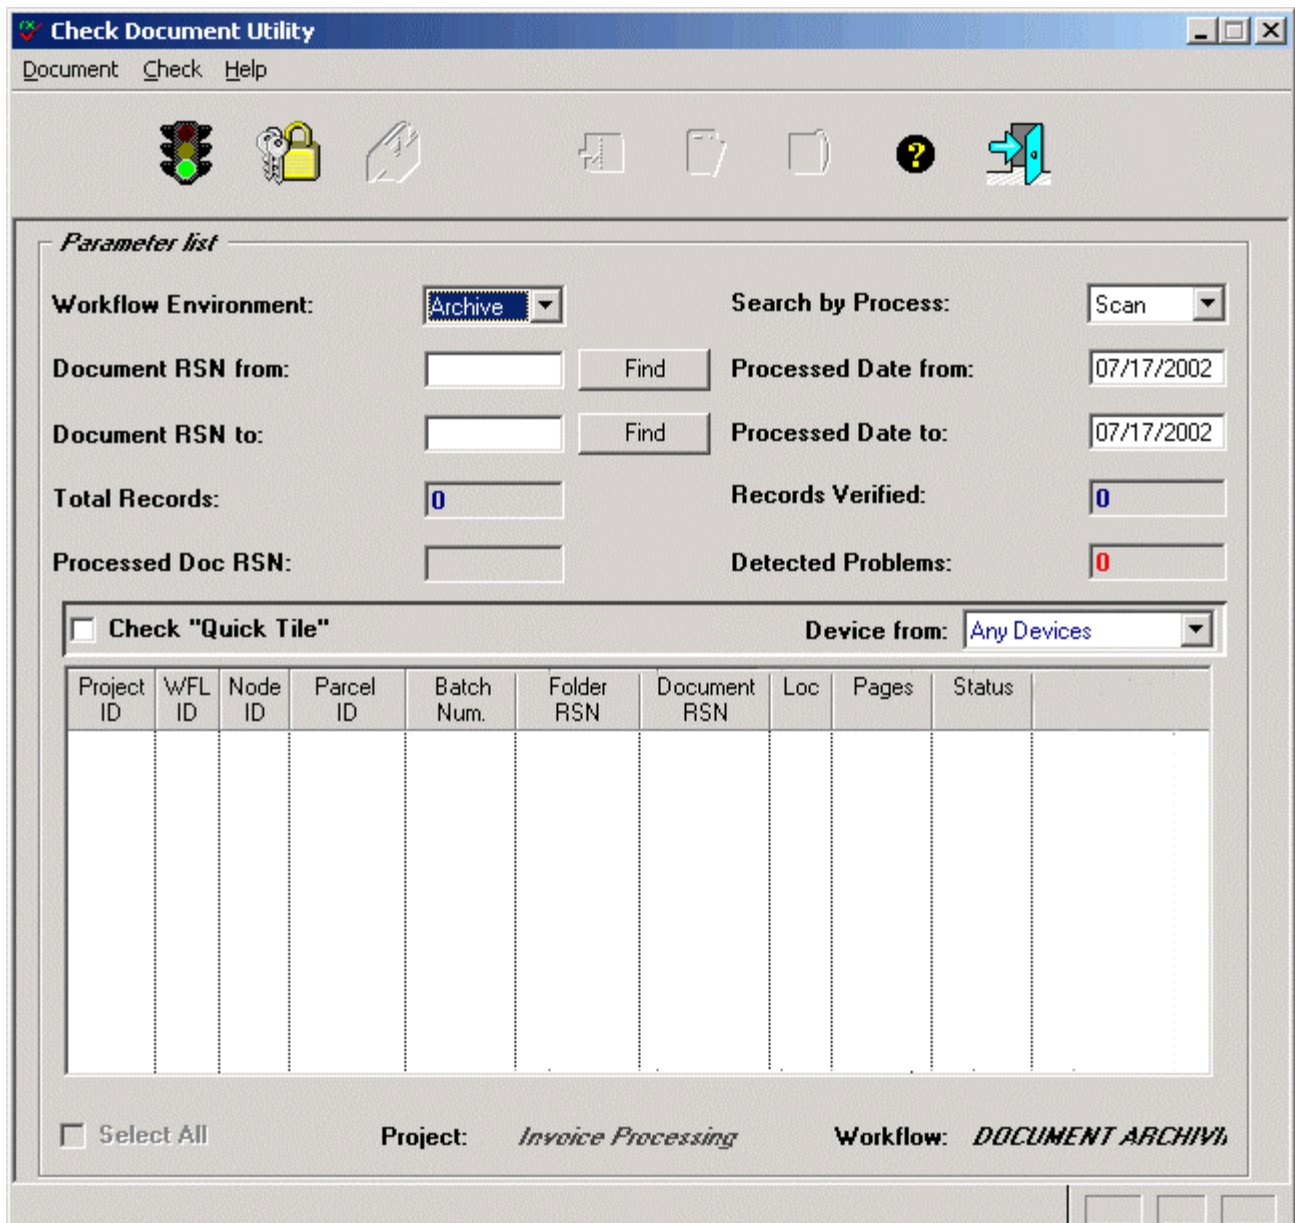 Check Document Utility
Document Check Help
?
Parameter list
Workflow Environment: Archive Search by Process: Scan
Document RSN from: Find Processed Date from: 07/17/2002
Document RSN to: Find Processed Date to: 07/17/2002
Total Records: 0 Records Verified: 0
Processed Doc RSN: Detected Problems: 0
Check "Quick Tile" Device from: Any Devices
Project WFL Node Parcel Batch Folder Document Loc Pages Status
ID ID ID ID Num. RSN RSN
Select All Project: Invoice Processing Workflow: DOCUMENT